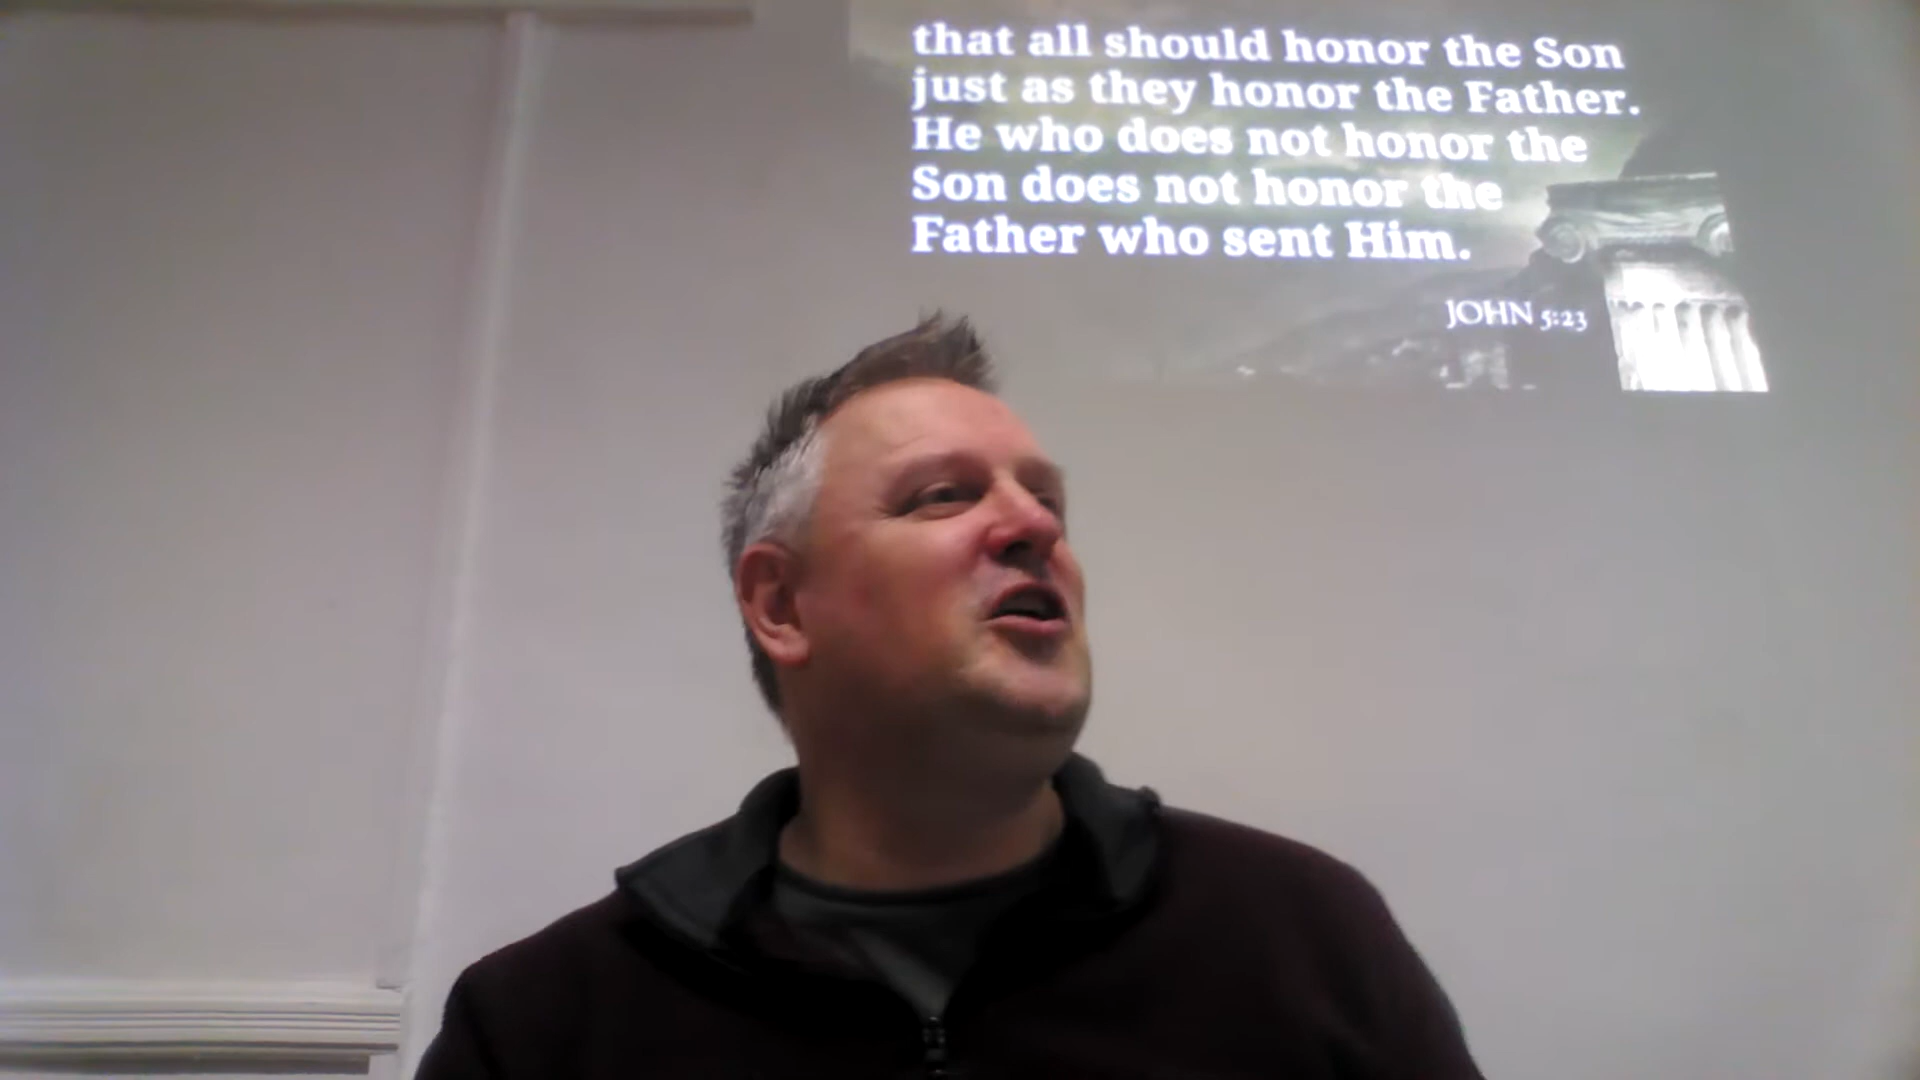 that all should honor the Son
just as they honor the Father.
He who does not honor the
Son does not honor the
Father who sent Him.
JOHN 5:23